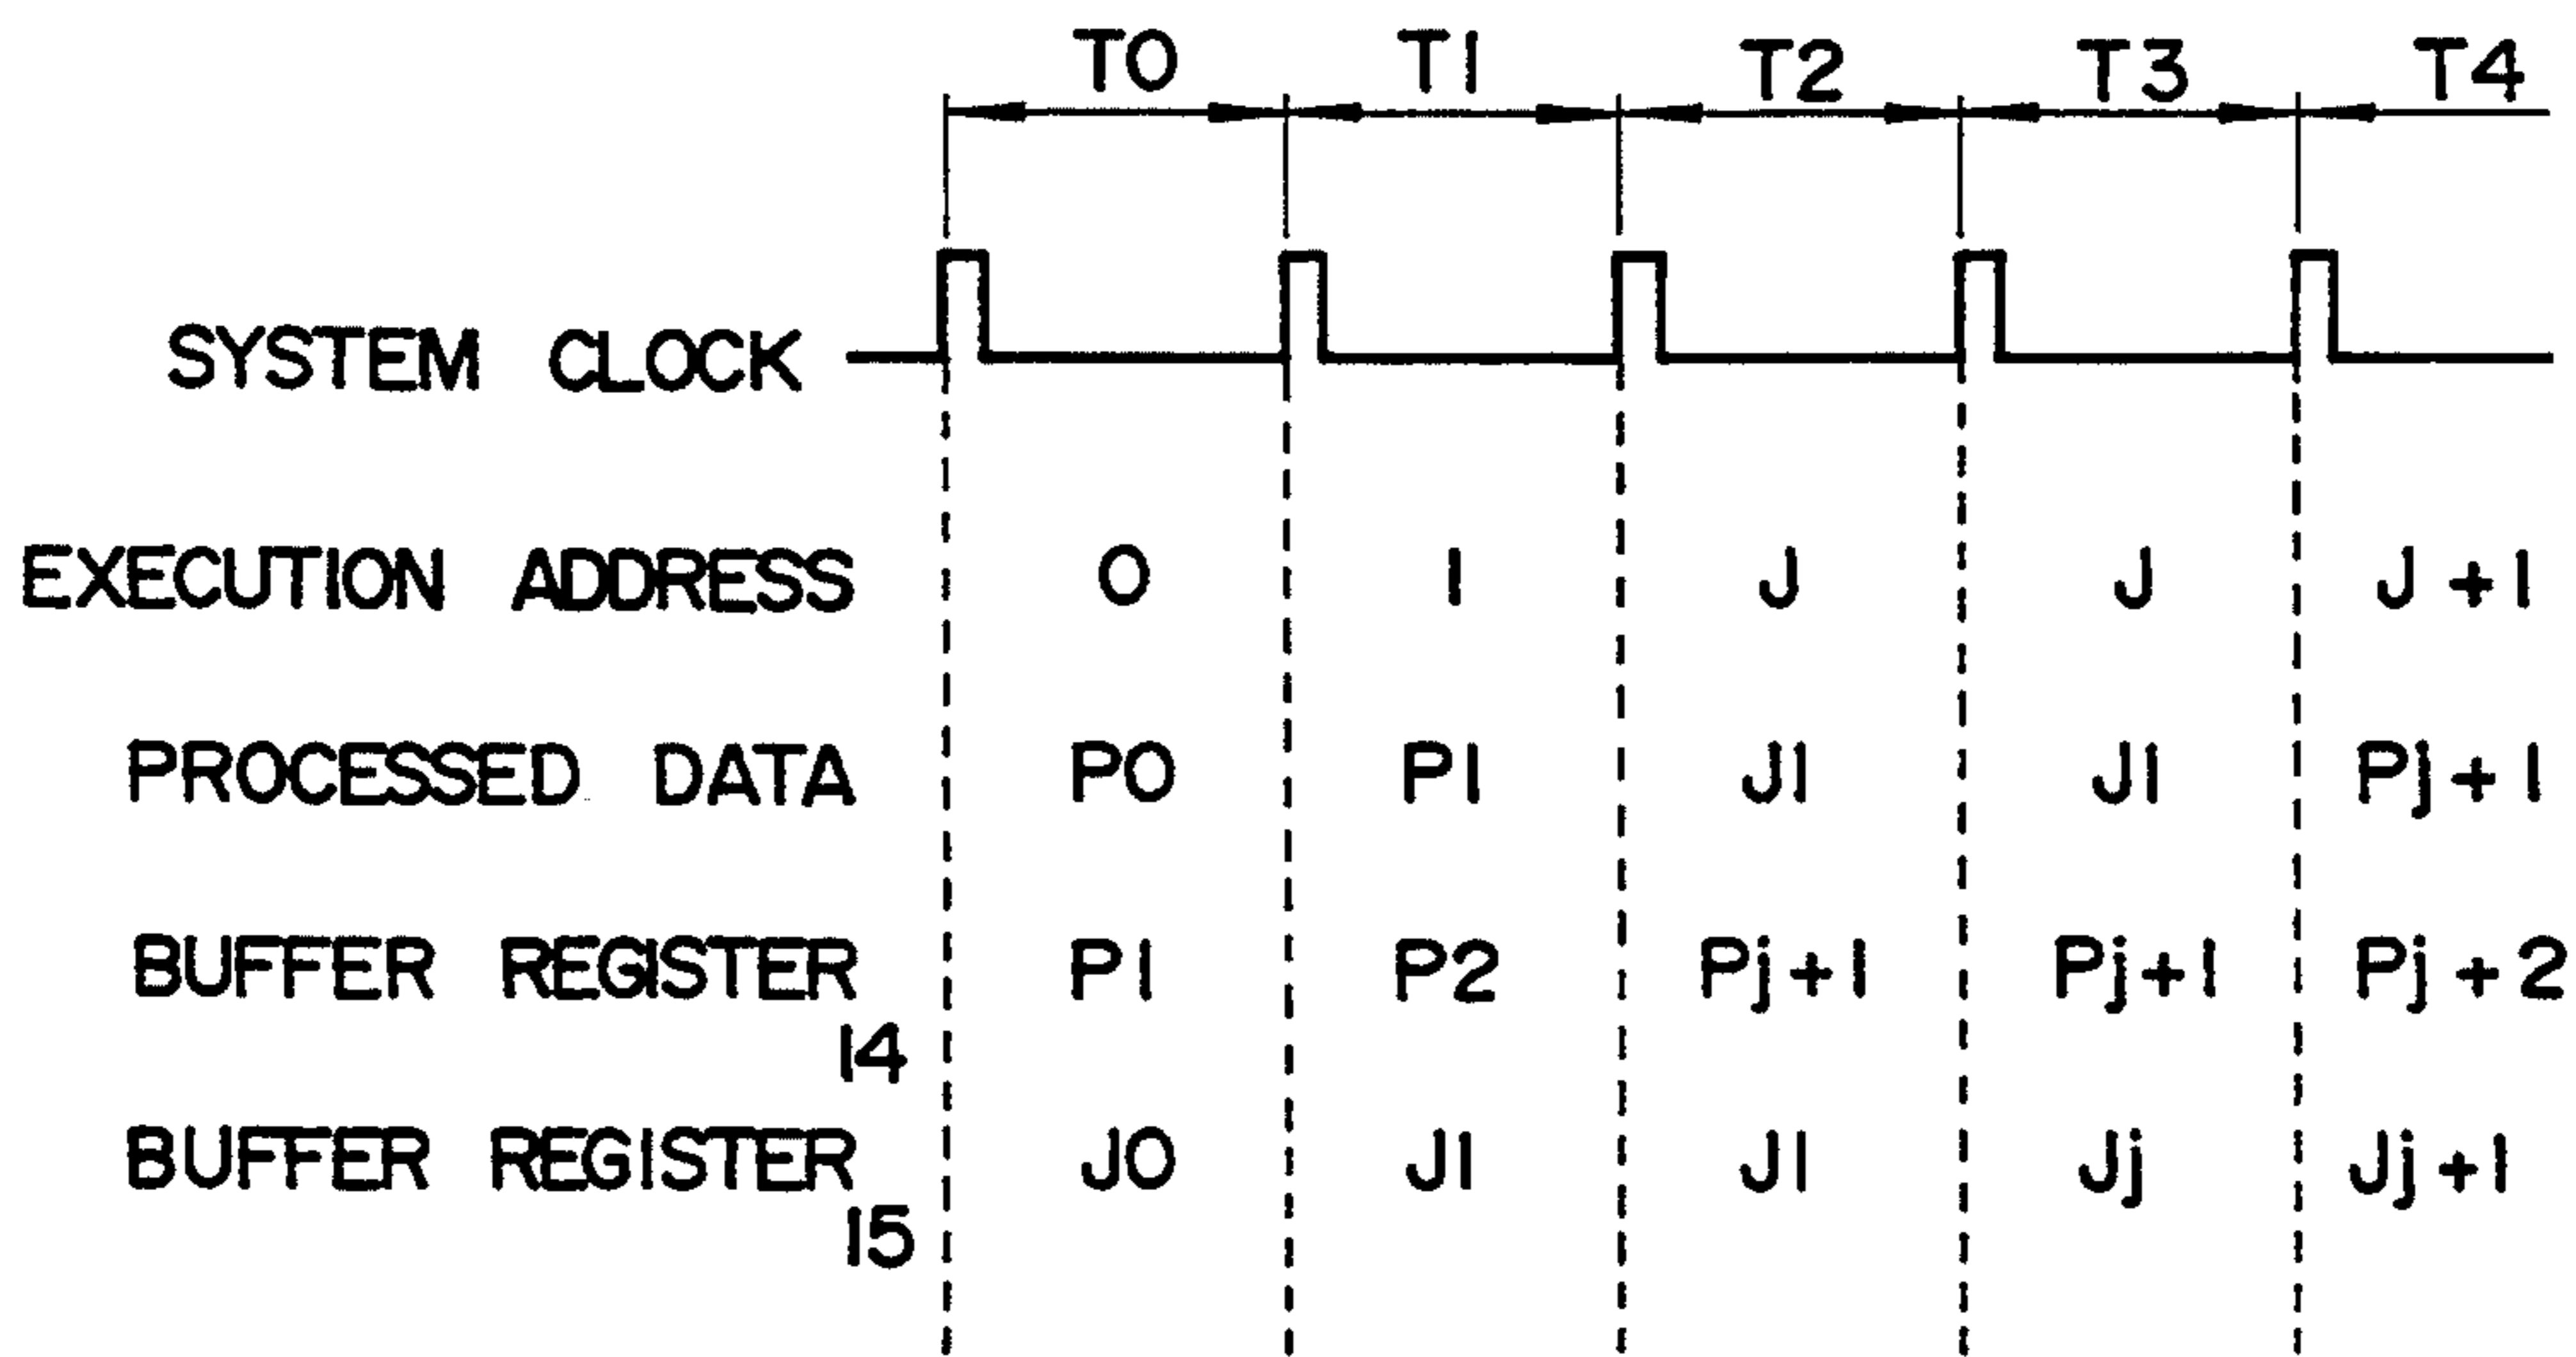 T0 T1 T2 T3 T4
SYSTEM CLOCK
EXECUTION ADDRESS 0 1 J J J+1
PROCESSED DATA P0 P1 J1 J1 Pj+1
BUFFER REGISTER 14 P1 P2 Pj+1 Pj+1 Pj+2
BUFFER REGISTER 15 J0 J1 J1 Jj Jj+1